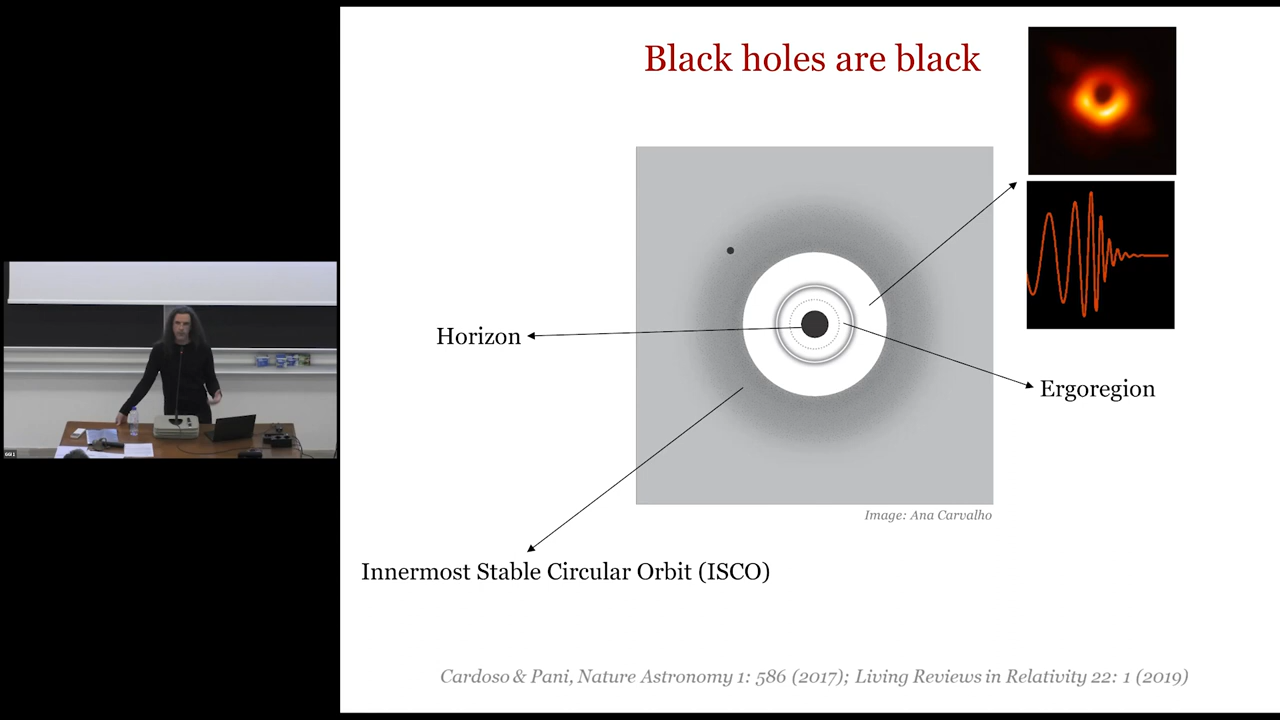 Black holes are black
Horizon
Ergoregion
Image: Ana Carvalho
Innermost Stable Circular Orbit (ISCO)
Cardoso & Pani, Nature Astronomy 1: 586 (2017); Living Reviews in Relativity 22: 1 (2019)